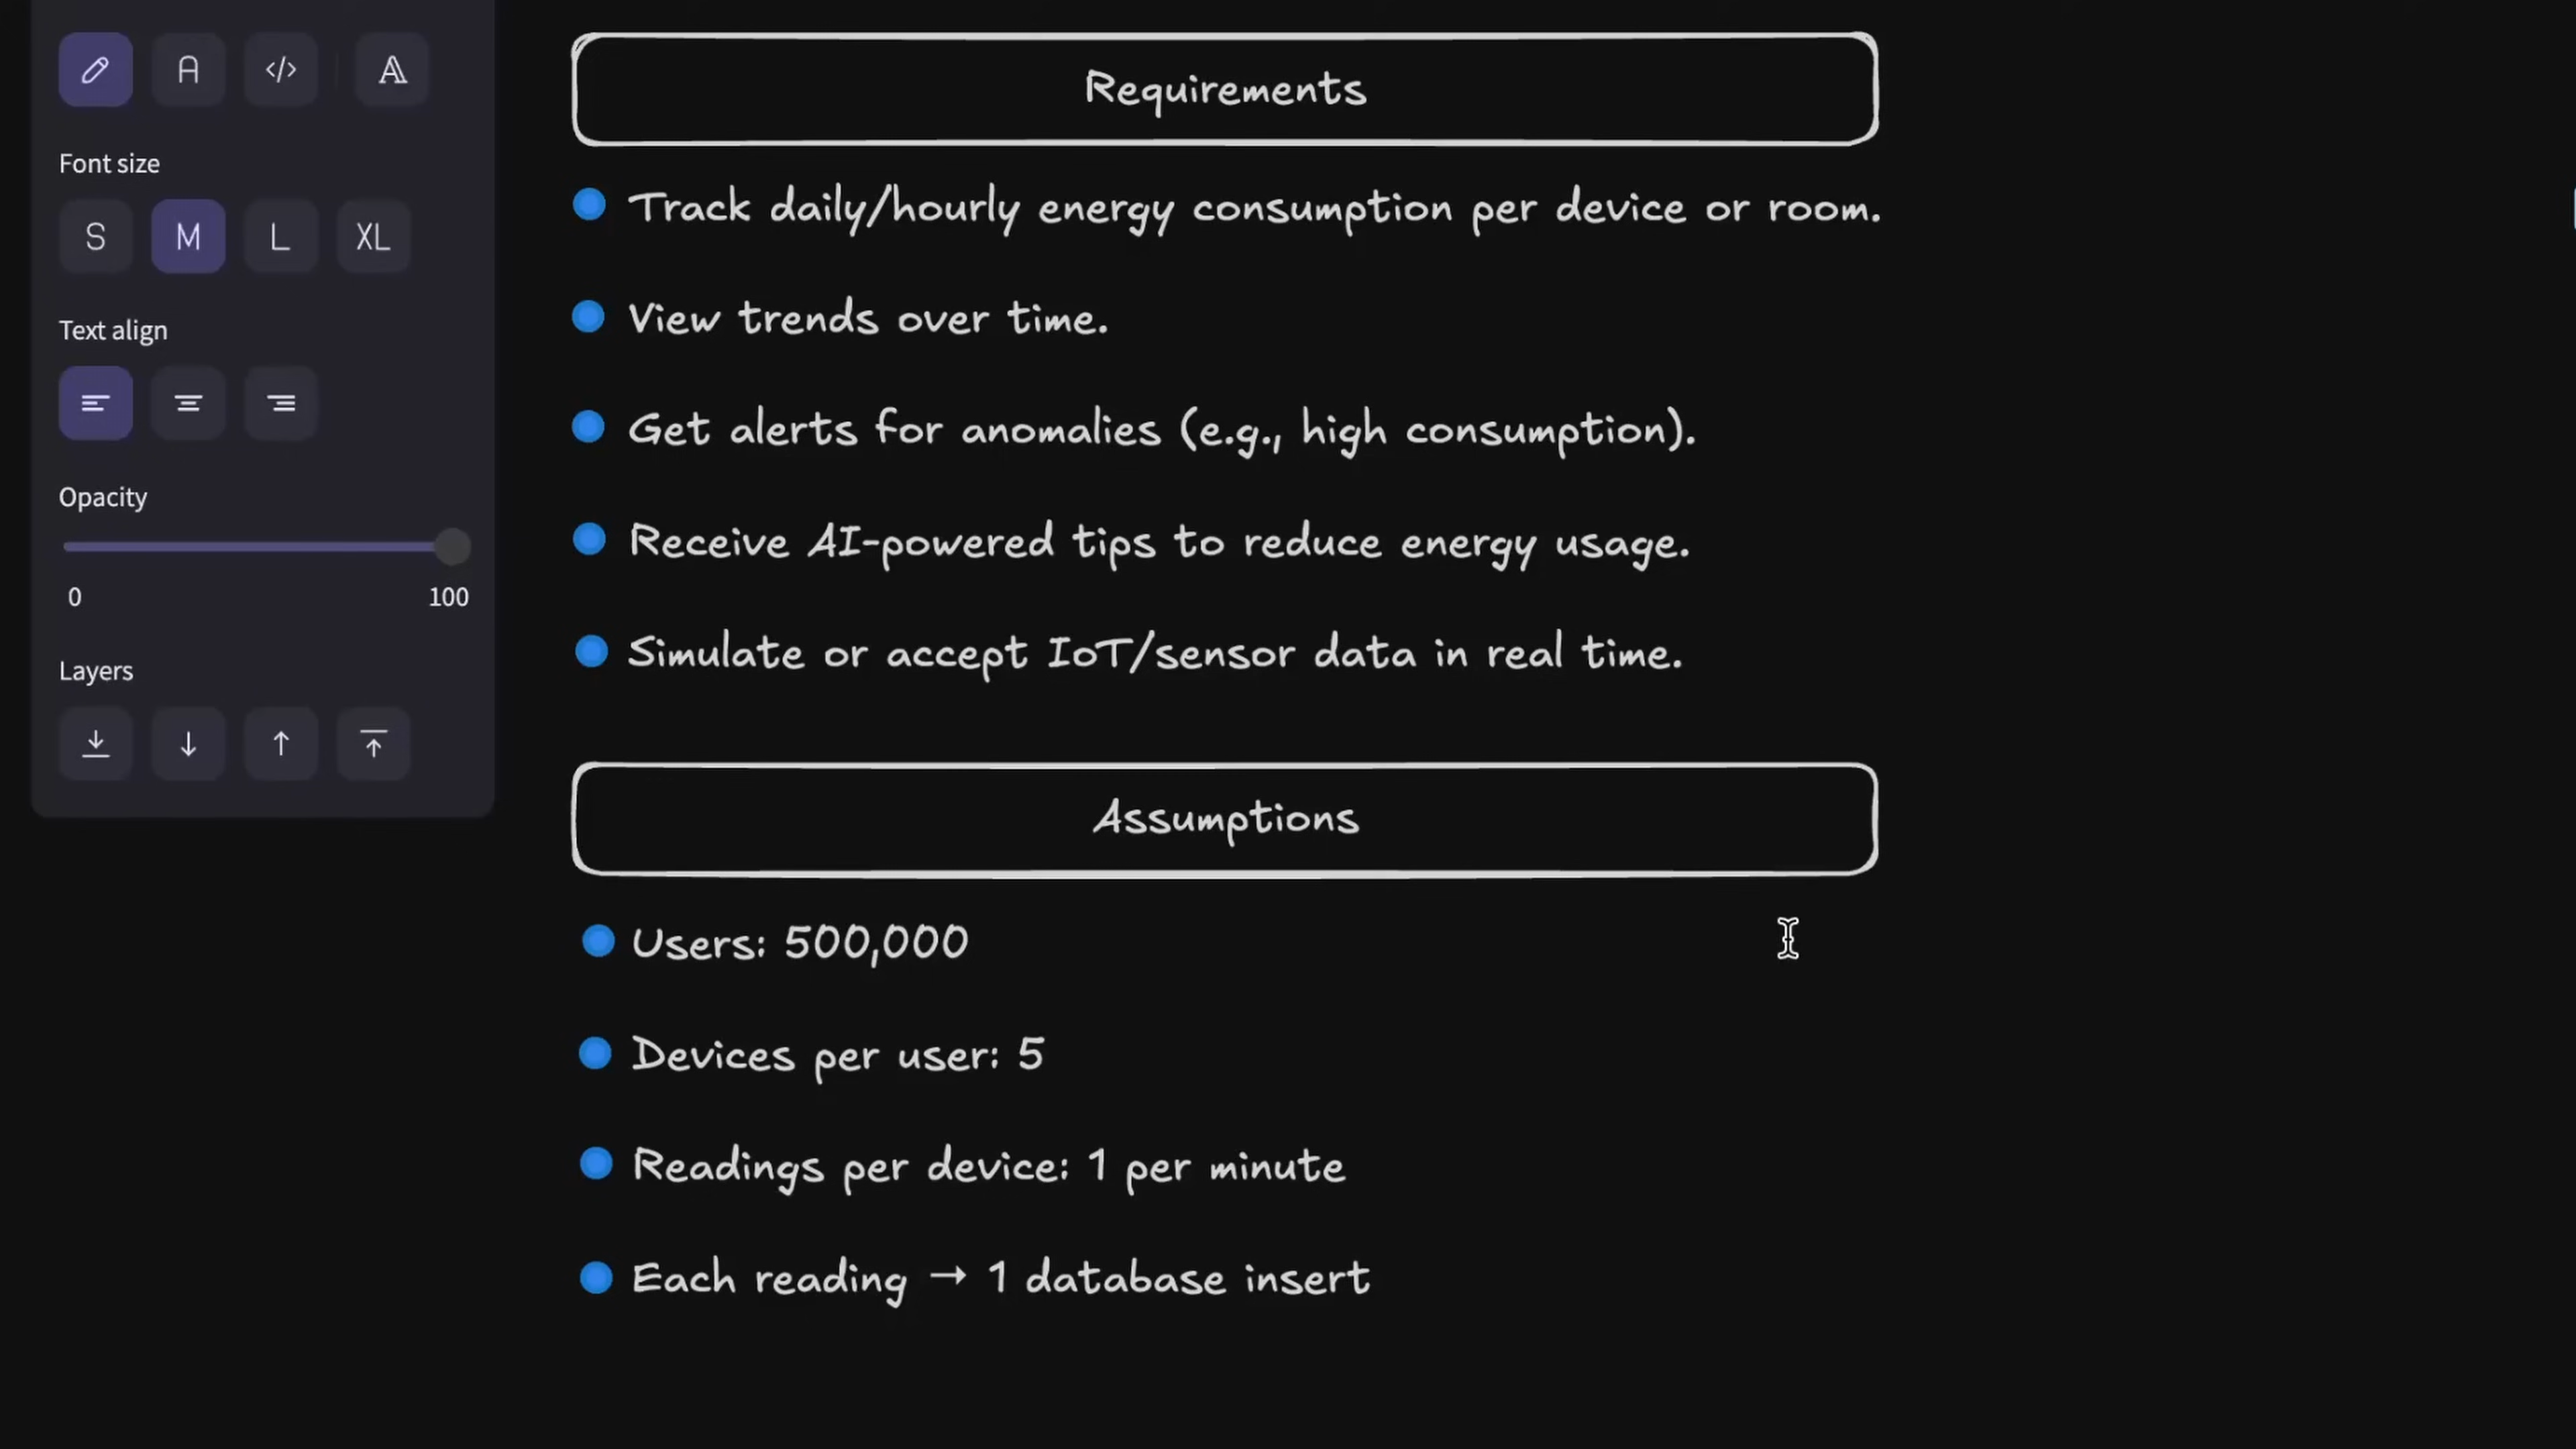 Font size
S M L XL
Text align
Opacity
0 100
Layers
Requirements
Track daily/hourly energy consumption per device or room.
View trends over time.
Get alerts for anomalies (e.g., high consumption).
Receive AI-powered tips to reduce energy usage.
Simulate or accept IoT/sensor data in real time.
Assumptions
Users: 500,000
Devices per user: 5
Readings per device: 1 per minute
Each reading → 1 database insert